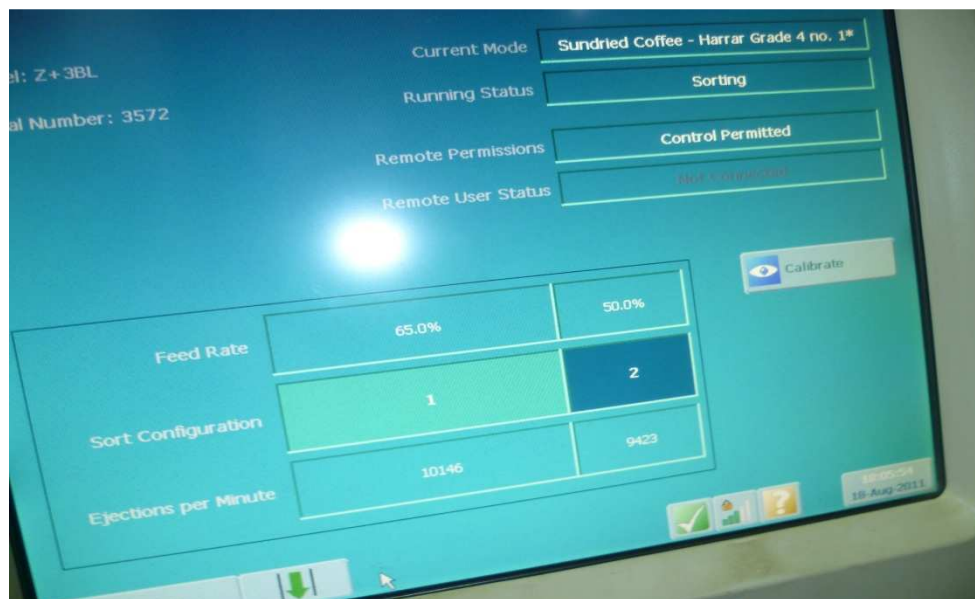 Current Mode Sundried Coffee - Harrar Grade 4 no. 1*
el: Z+3BL
Running Status Sorting
al Number: 3572
Remote Permissions Control Permitted
Remote User Status Not Connected
Calibrate
Feed Rate 65.0% 50.0%
Sort Configuration 1 2
Ejections per Minute 10146 9423
18-Aug-2011